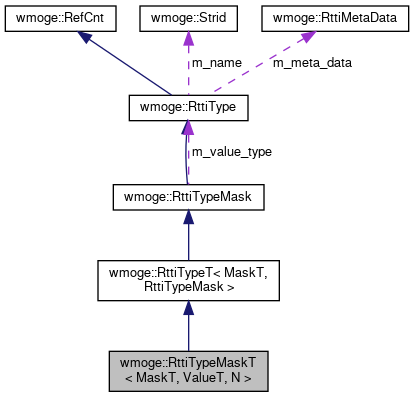 wmoge::RefCnt
wmoge::Strid
wmoge::RttiMetaData
m_name
m_meta_data
wmoge::RttiType
m_value_type
wmoge::RttiTypeMask
wmoge::RttiTypeT< MaskT,
RttiTypeMask >
wmoge::RttiTypeMaskT
< MaskT, ValueT, N >